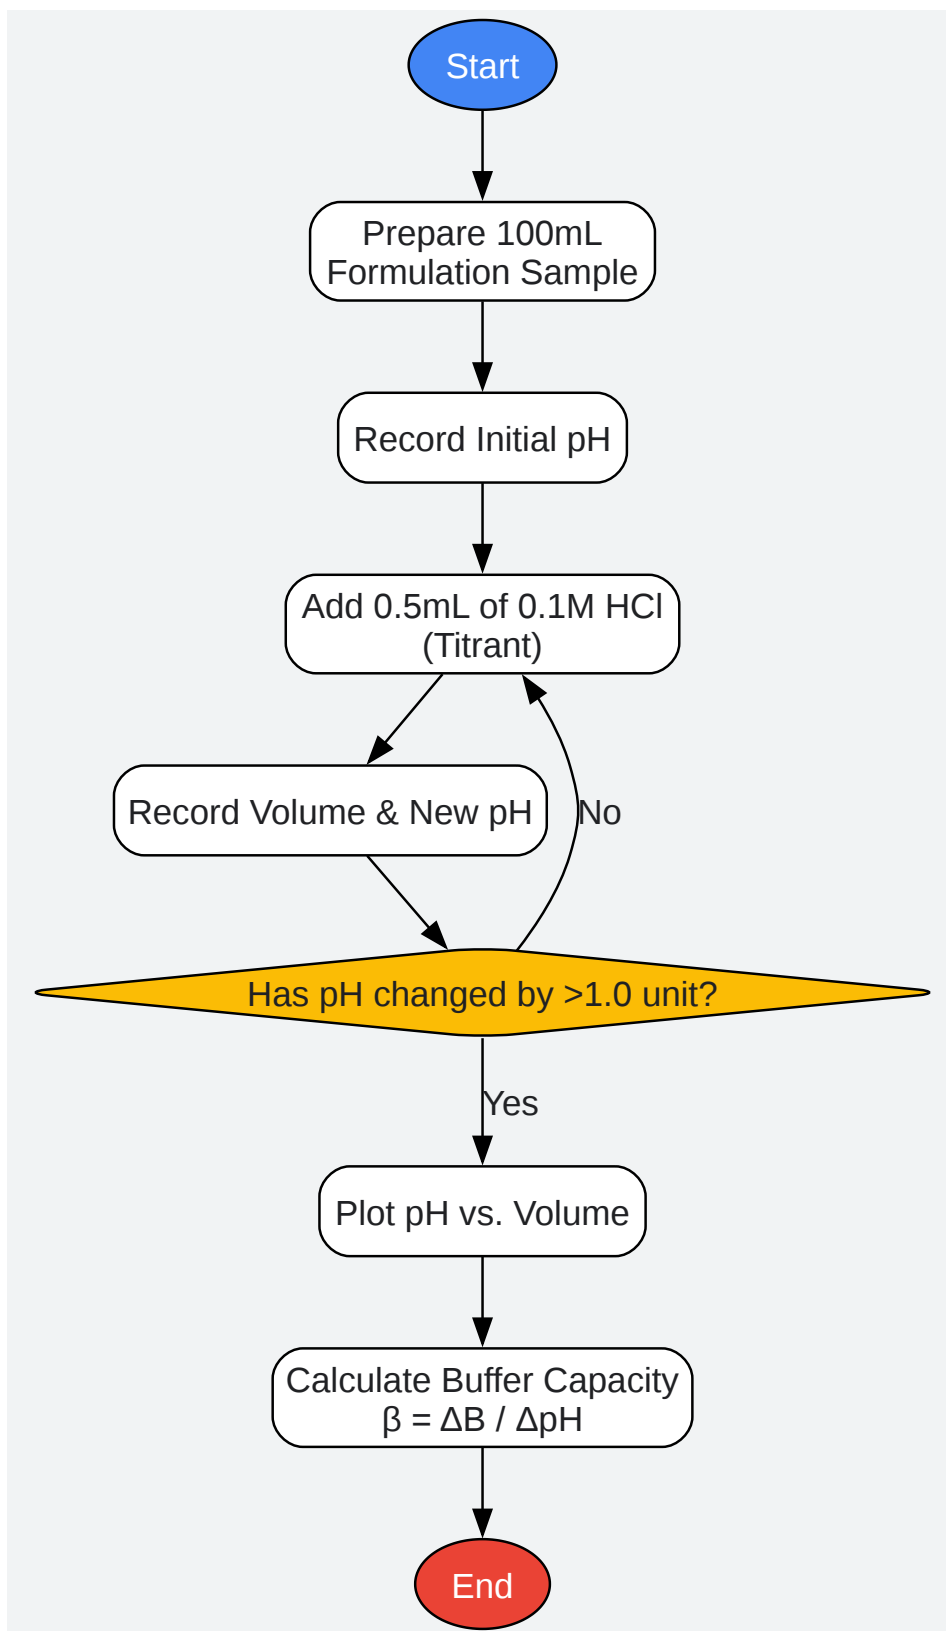 Start
Prepare 100mL
Formulation Sample
Record Initial pH
Add 0.5mL of 0.1M HCl
(Titrant)
Record Volume & New pH
No
Has pH changed by >1.0 unit?
Yes
Plot pH vs. Volume
Calculate Buffer Capacity
β = ΔB / ΔpH
End